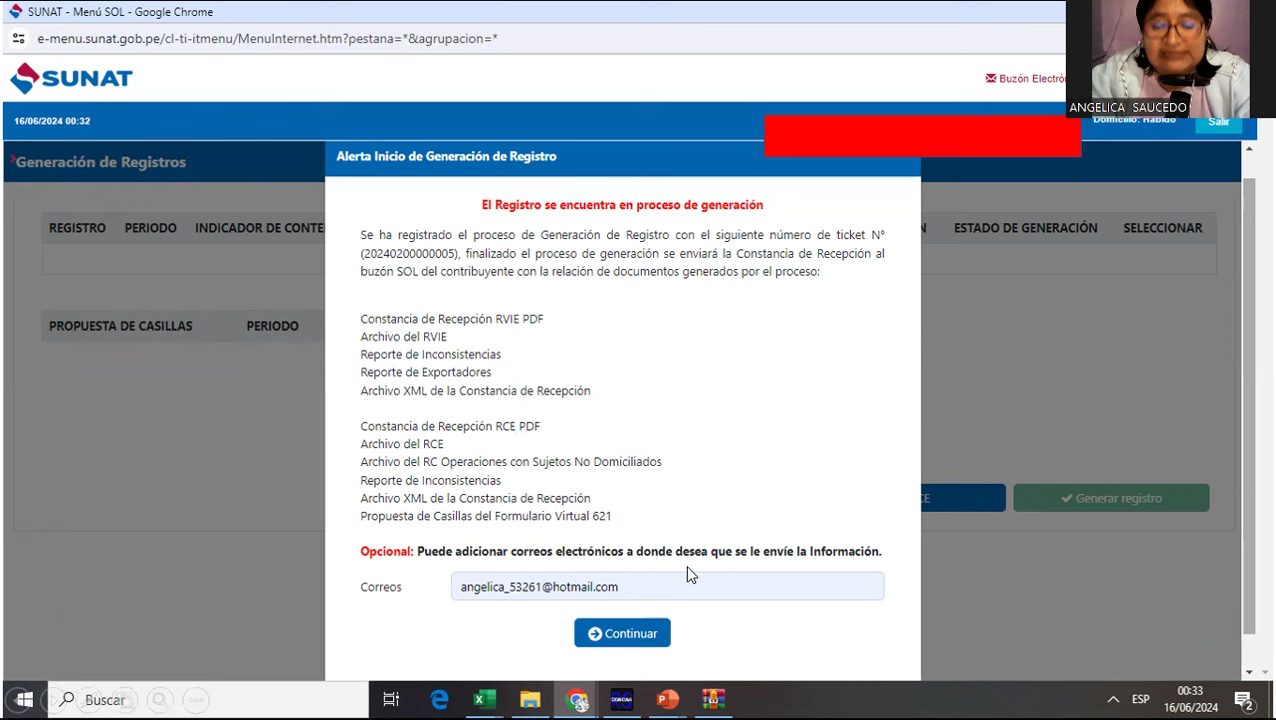 SUNAT - Menú SOL - Google Chrome
e-menu.sunat.gob.pe/cl-ti-itmenu/MenuInternet.htm?pestana=*&agrupacion=*
SUNAT
Buzón Electró
ANGELICA SAUCEDO
16/06/2024 00:32
Domicilio: Habido
Salir
Generación de Registros
Alerta Inicio de Generación de Registro
El Registro se encuentra en proceso de generación
REGISTRO PERIODO INDICADOR DE CONTE
ESTADO DE GENERACIÓN SELECCIONAR
Se ha registrado el proceso de Generación de Registro con el siguiente número de ticket N°
(20240200000005), finalizado el proceso de generación se enviará la Constancia de Recepción al
buzón SOL del contribuyente con la relación de documentos generados por el proceso:
PROPUESTA DE CASILLAS PERIODO
Constancia de Recepción RVIE PDF
Archivo del RVIE
Reporte de Inconsistencias
Reporte de Exportadores
Archivo XML de la Constancia de Recepción
Constancia de Recepción RCE PDF
Archivo del RCE
Archivo del RC Operaciones con Sujetos No Domiciliados
Reporte de Inconsistencias
Archivo XML de la Constancia de Recepción
Propuesta de Casillas del Formulario Virtual 621
CE
Generar registro
Opcional: Puede adicionar correos electrónicos a donde desea que se le envíe la Información.
Correos angelica_53261@hotmail.com
Continuar
Buscar
ESP
00:33
16/06/2024
2